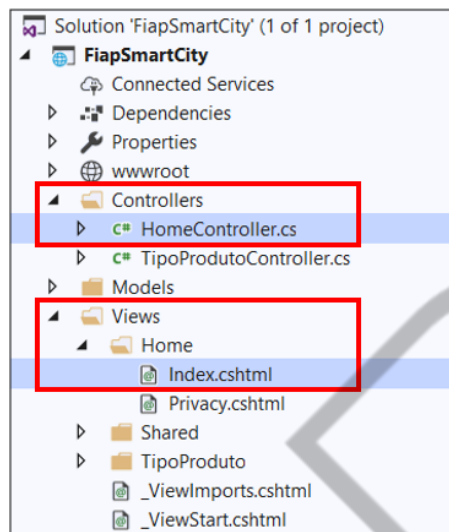 Solution 'FiapSmartCity' (1 of 1 project)
FiapSmartCity
Connected Services
Dependencies
Properties
wwwroot
Controllers
C# HomeController.cs
C# TipoProdutoController.cs
Models
Views
Home
Index.cshtml
Privacy.cshtml
Shared
TipoProduto
_ViewImports.cshtml
_ViewStart.cshtml